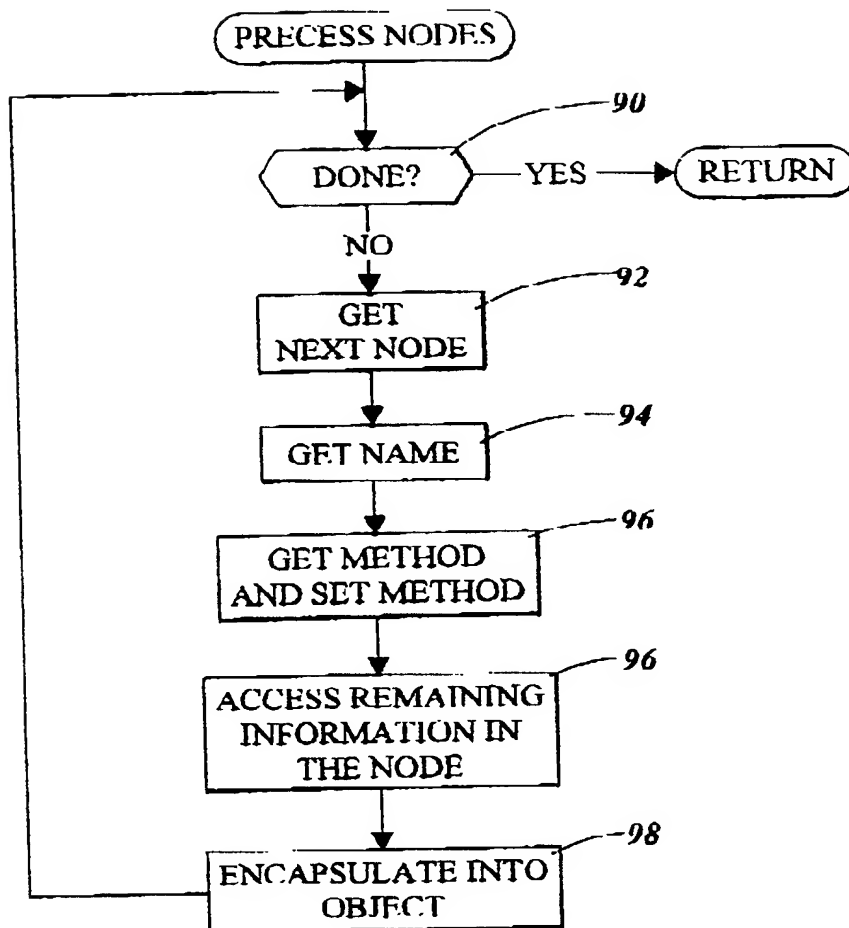 PRECESS NODES
90
DONE?
YES
RETURN
NO
92
GET
NEXT NODE
94
GET NAME
96
GET METHOD
AND SET METHOD
96
ACCESS REMAINING
INFORMATION IN
THE NODE
98
ENCAPSULATE INTO
OBJECT